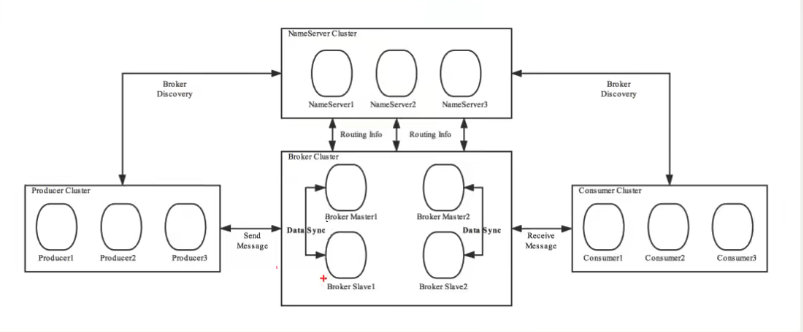 NameServer Cluster
NameServer1 NameServer2 NameServer3
Broker
Discovery
Broker
Discovery
Routing Info Routing Info
Broker Cluster
Broker Master1 Broker Master2
Data Sync Data Sync
Broker Slave1 Broker Slave2
Producer Cluster
Producer1 Producer2 Producer3
Send
Message
Receive
Message
Consumer Cluster
Consumer1 Consumer2 Consumer3